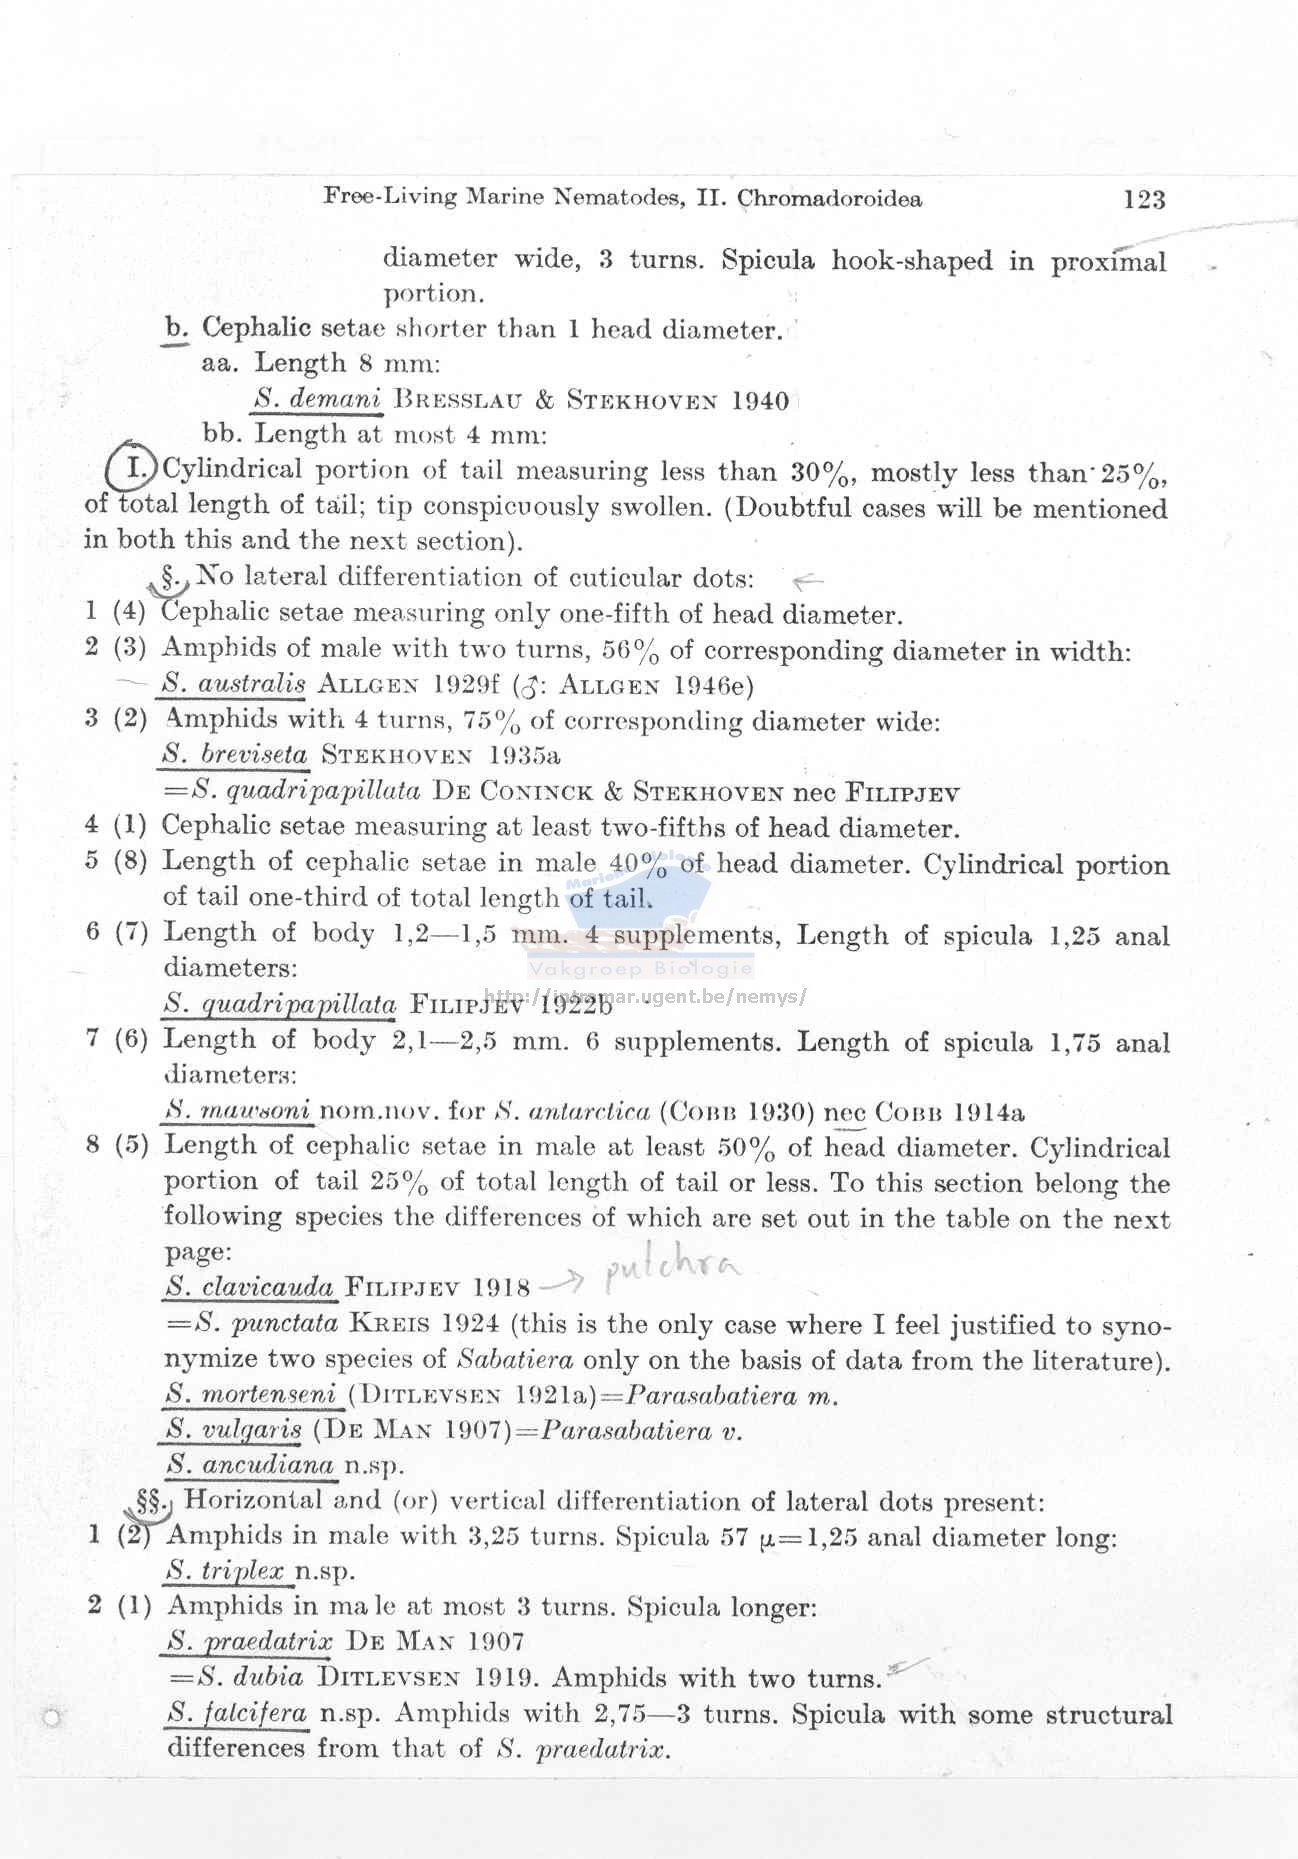 Free-Living Marine Nematodes, II. Chromadoroidea 123
diameter wide, 3 turns. Spicula hook-shaped in proximal
portion.
b. Cephalic setae shorter than 1 head diameter.
aa. Length 8 mm:
S. demani BRESSLAU & STEKHOVEN 1940
bb. Length at most 4 mm:
I. Cylindrical portion of tail measuring less than 30%, mostly less than 25%,
of total length of tail; tip conspicuously swollen. (Doubtful cases will be mentioned
in both this and the next section).
§. No lateral differentiation of cuticular dots: ←
1 (4) Cephalic setae measuring only one-fifth of head diameter.
2 (3) Amphids of male with two turns, 56% of corresponding diameter in width:
S. australis ALLGEN 1929f (♂: ALLGEN 1946e)
3 (2) Amphids with 4 turns, 75% of corresponding diameter wide:
S. breviseta STEKHOVEN 1935a
=S. quadripapillata DE CONINCK & STEKHOVEN nec FILIPJEV
4 (1) Cephalic setae measuring at least two-fifths of head diameter.
5 (8) Length of cephalic setae in male 40% of head diameter. Cylindrical portion
of tail one-third of total length of tail.
6 (7) Length of body 1,2—1,5 mm. 4 supplements, Length of spicula 1,25 anal
diameters:
Vakgroep Biologie
http://intramar.ugent.be/nemys/
S. quadripapillata FILIPJEV 1922b
7 (6) Length of body 2,1—2,5 mm. 6 supplements. Length of spicula 1,75 anal
diameters:
S. mawsoni nom.nov. for S. antarctica (COBB 1930) nec COBB 1914a
8 (5) Length of cephalic setae in male at least 50% of head diameter. Cylindrical
portion of tail 25% of total length of tail or less. To this section belong the
following species the differences of which are set out in the table on the next
page:
S. clavicauda FILIPJEV 1918 → pulchra
=S. punctata KREIS 1924 (this is the only case where I feel justified to syno-
nymize two species of Sabatiera only on the basis of data from the literature).
S. mortenseni (DITLEVSEN 1921a)=Parasabatiera m.
S. vulgaris (DE MAN 1907)=Parasabatiera v.
S. ancudiana n.sp.
§§. Horizontal and (or) vertical differentiation of lateral dots present:
1 (2) Amphids in male with 3,25 turns. Spicula 57 μ=1,25 anal diameter long:
S. triplex n.sp.
2 (1) Amphids in male at most 3 turns. Spicula longer:
S. praedatrix DE MAN 1907
=S. dubia DITLEVSEN 1919. Amphids with two turns.
S. falcifera n.sp. Amphids with 2,75—3 turns. Spicula with some structural
differences from that of S. praedatrix.